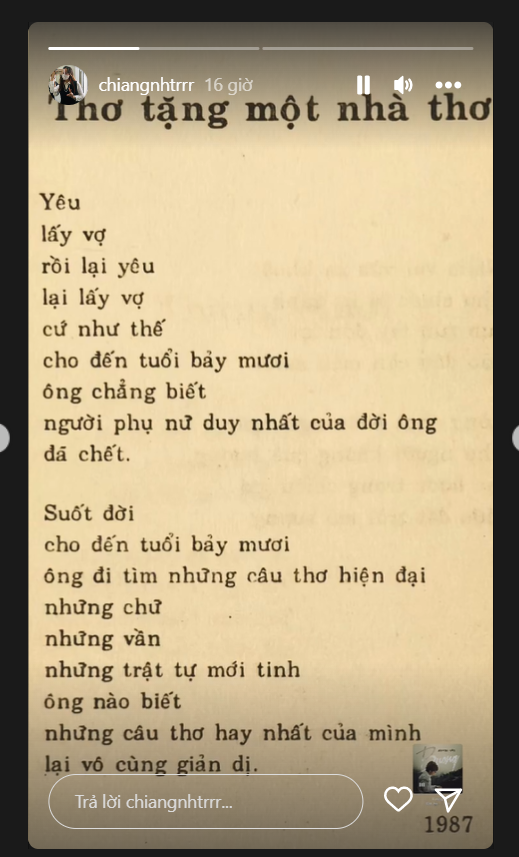 chiangnhtrrr 16 giờ
Thơ tặng một nhà thơ
Yêu
lấy vợ
rồi lại yêu
lại lấy vợ
cứ như thế
cho đến tuổi bảy mươi
ông chẳng biết
người phụ nữ duy nhất của đời ông
đã chết.
Suốt đời
cho đến tuổi bảy mươi
ông đi tìm những câu thơ hiện đại
những chữ
những vần
những trật tự mới tinh
ông nào biết
những câu thơ hay nhất của mình
lại vô cùng giản dị.
Trả lời chiangnhtrrr...
1987